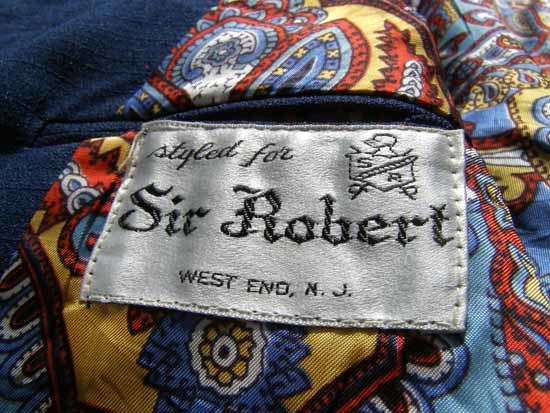 styled for
Sir Robert
WEST END, N. J.